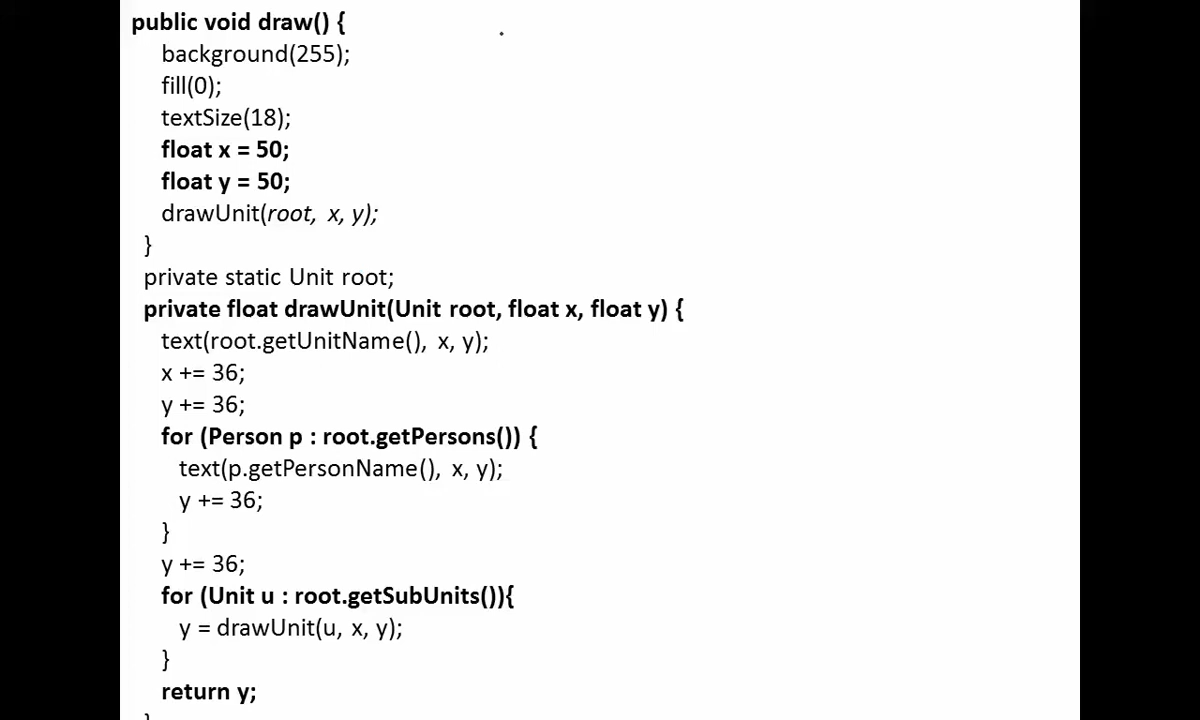 public void draw() {
background(255);
fill(0);
textSize(18);
float x = 50;
float y = 50;
drawUnit(root, x, y);
}
private static Unit root;
private float drawUnit(Unit root, float x, float y) {
text(root.getUnitName(), x, y);
x += 36;
y += 36;
for (Person p : root.getPersons()) {
text(p.getPersonName(), x, y);
y += 36;
}
y += 36;
for (Unit u : root.getSubUnits()){
y = drawUnit(u, x, y);
}
return y;